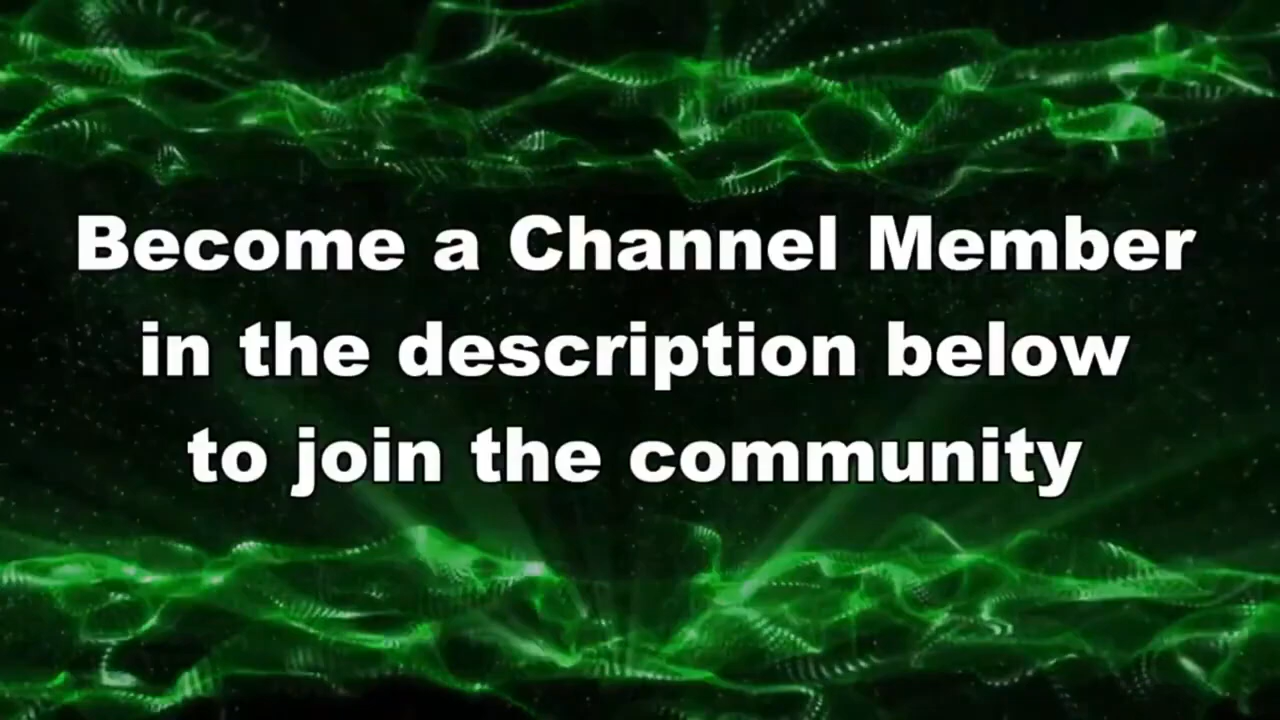 Become a Channel Member
in the description below
to join the community